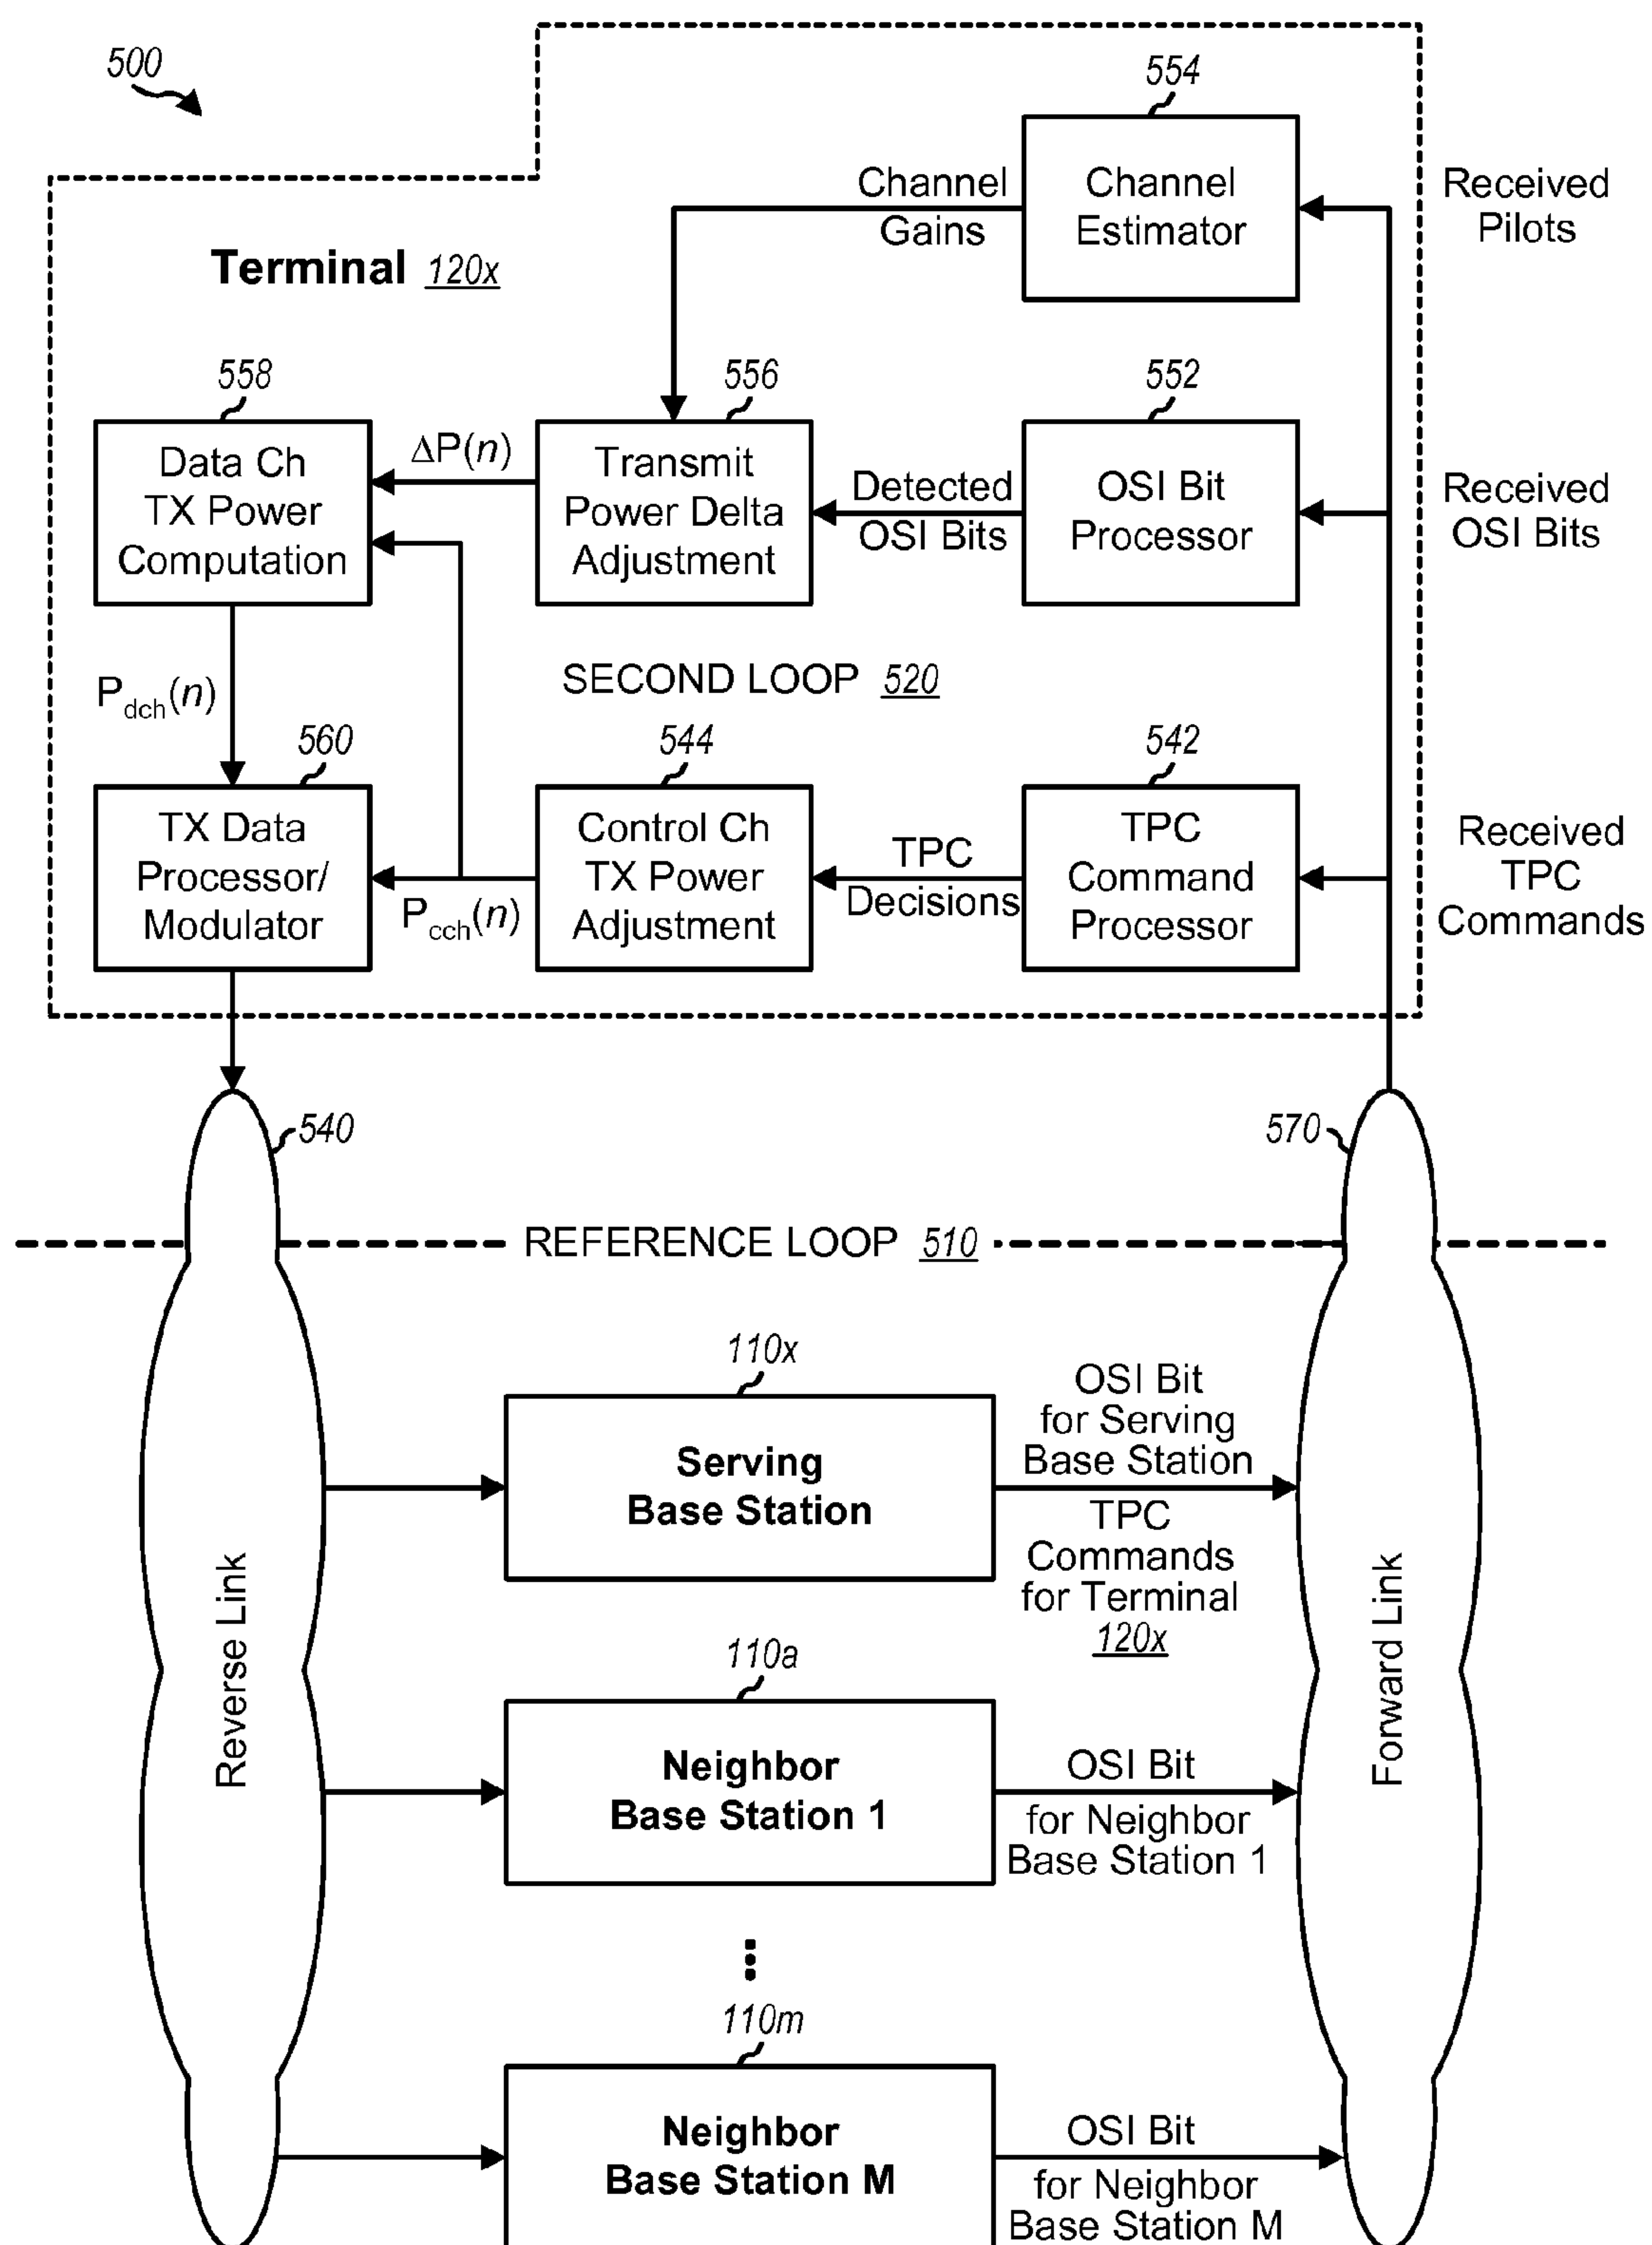 500
554
Channel
Gains
Channel
Estimator
Received
Pilots
Terminal 120x
558
556
552
Data Ch
TX Power
Computation
ΔP(n)
Transmit
Power Delta
Adjustment
Detected
OSI Bits
OSI Bit
Processor
Received
OSI Bits
SECOND LOOP 520
Pdch(n)
560
544
542
TX Data
Processor/
Modulator
Pcch(n)
Control Ch
TX Power
Adjustment
TPC
Decisions
TPC
Command
Processor
Received
TPC
Commands
540
570
REFERENCE LOOP 510
110x
Serving
Base Station
OSI Bit
for Serving
Base Station
TPC
Commands
for Terminal
120x
Reverse Link
Forward Link
110a
Neighbor
Base Station 1
OSI Bit
for Neighbor
Base Station 1
110m
Neighbor
Base Station M
OSI Bit
for Neighbor
Base Station M